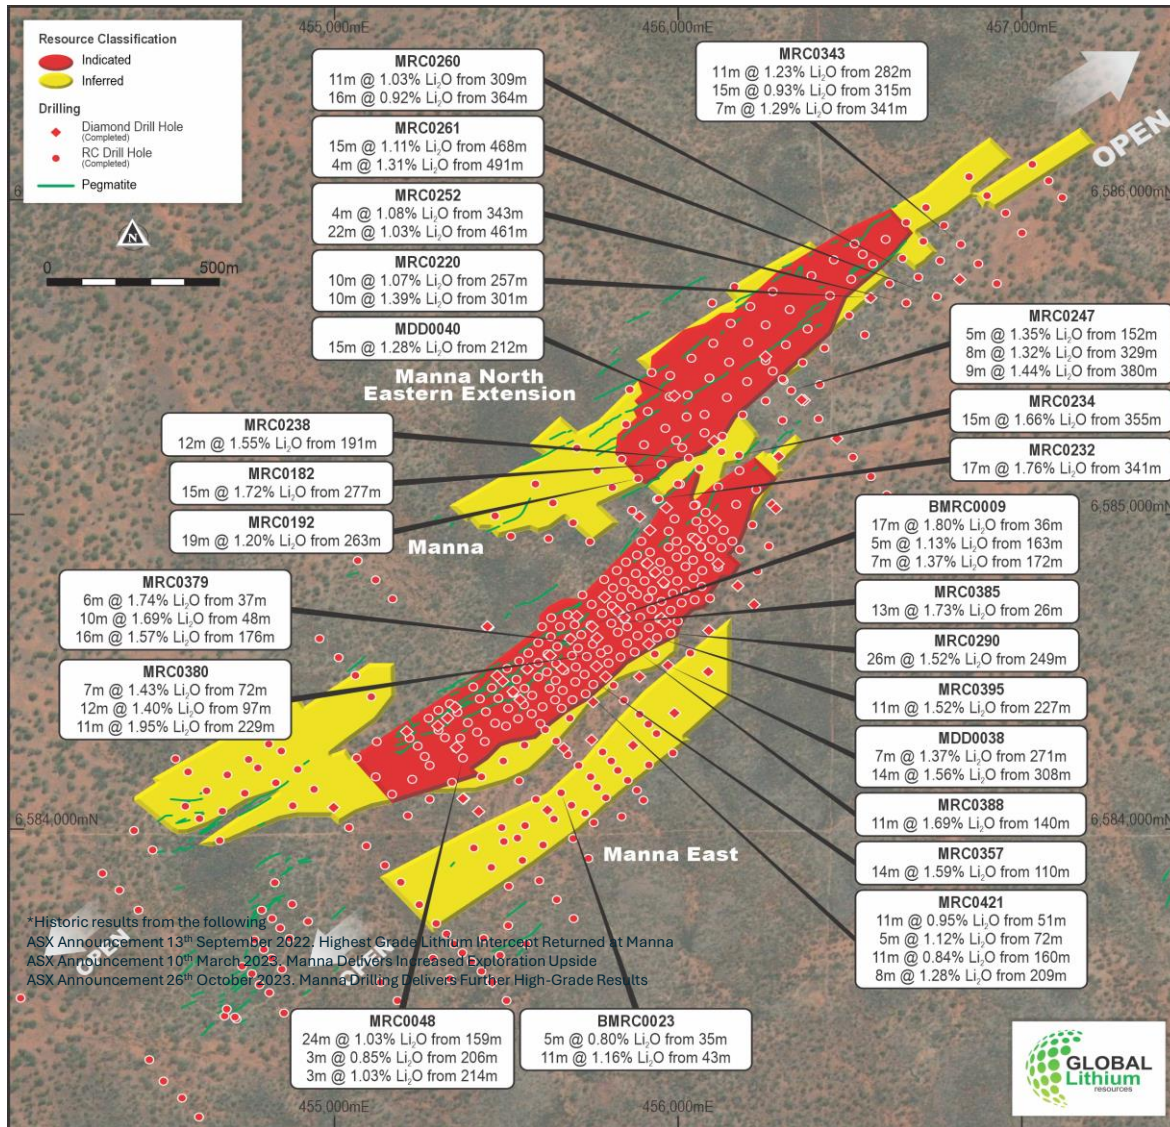 455,000mE
456,000mE
457,000mE
Resource Classification
Indicated
Inferred
Drilling
Diamond Drill Hole
(Completed)
RC Drill Hole
(Completed)
Pegmatite
N
0
500m
MRC0260
11m @ 1.03% Li₂O from 309m
16m @ 0.92% Li₂O from 364m
MRC0261
15m @ 1.11% Li₂O from 468m
4m @ 1.31% Li₂O from 491m
MRC0252
4m @ 1.08% Li₂O from 343m
22m @ 1.03% Li₂O from 461m
MRC0220
10m @ 1.07% Li₂O from 257m
10m @ 1.39% Li₂O from 301m
MDD0040
15m @ 1.28% Li₂O from 212m
MRC0343
11m @ 1.23% Li₂O from 282m
15m @ 0.93% Li₂O from 315m
7m @ 1.29% Li₂O from 341m
OPEN
6,586,000mN
MRC0247
5m @ 1.35% Li₂O from 152m
8m @ 1.32% Li₂O from 329m
9m @ 1.44% Li₂O from 380m
Manna North
Eastern Extension
MRC0234
15m @ 1.66% Li₂O from 355m
MRC0238
12m @ 1.55% Li₂O from 191m
MRC0232
17m @ 1.76% Li₂O from 341m
MRC0182
15m @ 1.72% Li₂O from 277m
MRC0192
19m @ 1.20% Li₂O from 263m
Manna
6,585,000mN
BMRC0009
17m @ 1.80% Li₂O from 36m
5m @ 1.13% Li₂O from 163m
7m @ 1.37% Li₂O from 172m
MRC0379
6m @ 1.74% Li₂O from 37m
10m @ 1.69% Li₂O from 48m
16m @ 1.57% Li₂O from 176m
MRC0385
13m @ 1.73% Li₂O from 26m
MRC0290
26m @ 1.52% Li₂O from 249m
MRC0380
7m @ 1.43% Li₂O from 72m
12m @ 1.40% Li₂O from 97m
11m @ 1.95% Li₂O from 229m
MRC0395
11m @ 1.52% Li₂O from 227m
MDD0038
7m @ 1.37% Li₂O from 271m
14m @ 1.56% Li₂O from 308m
MRC0388
11m @ 1.69% Li₂O from 140m
6,584,000mN
6,584,000mN
Manna East
MRC0357
14m @ 1.59% Li₂O from 110m
MRC0421
11m @ 0.95% Li₂O from 51m
5m @ 1.12% Li₂O from 72m
11m @ 0.84% Li₂O from 160m
8m @ 1.28% Li₂O from 209m
*Historic results from the following
ASX Announcement 13th September 2022. Highest Grade Lithium Intercept Returned at Manna
ASX Announcement 10th March 2023. Manna Delivers Increased Exploration Upside
ASX Announcement 26th October 2023. Manna Drilling Delivers Further High-Grade Results
OPEN
OPEN
MRC0048
24m @ 1.03% Li₂O from 159m
3m @ 0.85% Li₂O from 206m
3m @ 1.03% Li₂O from 214m
BMRC0023
5m @ 0.80% Li₂O from 35m
11m @ 1.16% Li₂O from 43m
GLOBAL
Lithium
resources
455,000mE
456,000mE